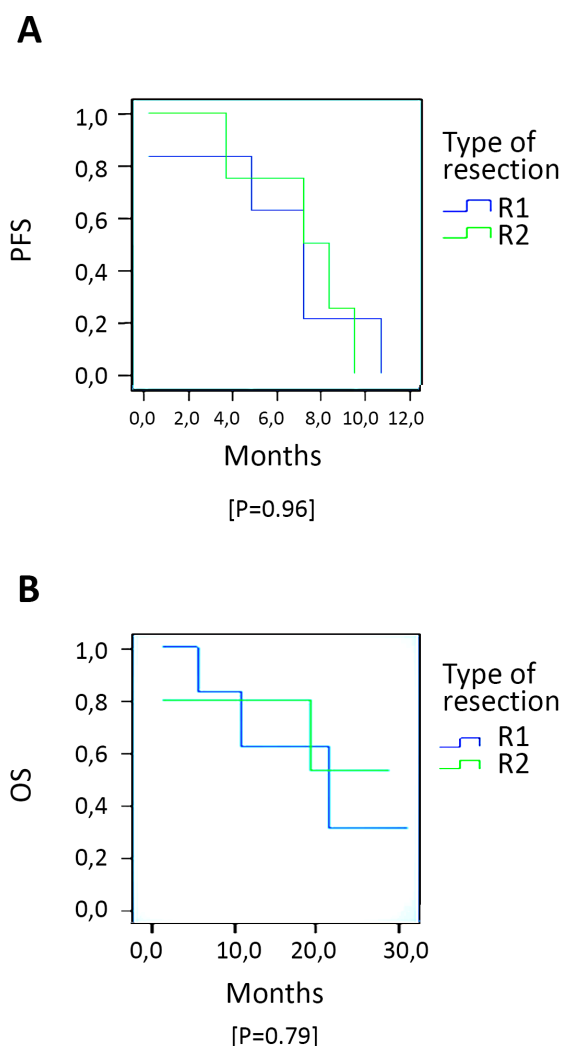 A
PFS
1,0
0,8
0,6
0,4
0,2
0,0
0,0 2,0 4,0 6,0 8,0 10,0 12,0
Months
[P=0.96]
Type of
resection
R1
R2
B
OS
1,0
0,8
0,6
0,4
0,2
0,0
0,0 10,0 20,0 30,0
Months
[P=0.79]
Type of
resection
R1
R2